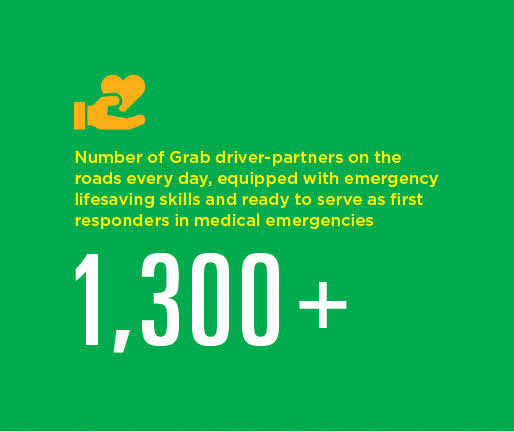 Number of Grab driver-partners on the
roads every day, equipped with emergency
lifesaving skills and ready to serve as first
responders in medical emergencies
1,300+